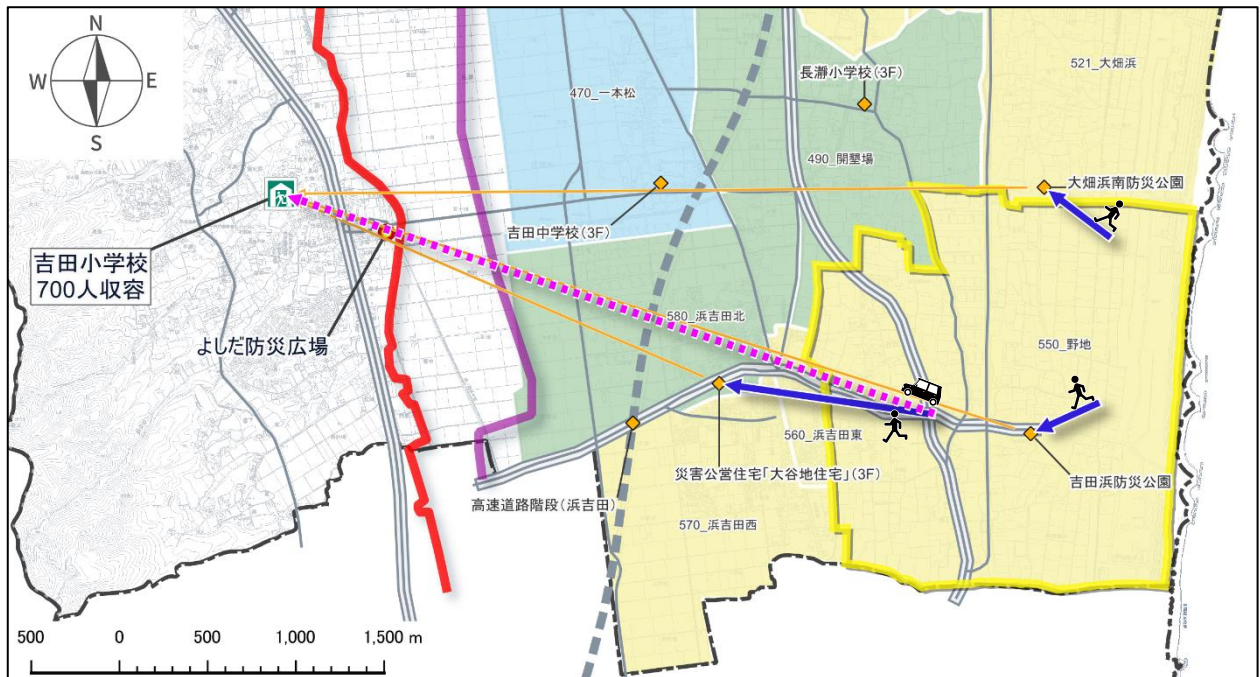 N
W
E
S
470_一本松
長瀞小学校(3F)
521_大畑浜
490_開墾場
大畑浜南防災公園
吉田中学校(3F)
吉田小学校
700人収容
よしだ防災広場
580_浜吉田北
550_野地
560_浜吉田東
災害公営住宅「大谷地住宅」(3F)
吉田浜防災公園
高速道路階段(浜吉田)
570_浜吉田西
500
0
500
1,000
1,500 m